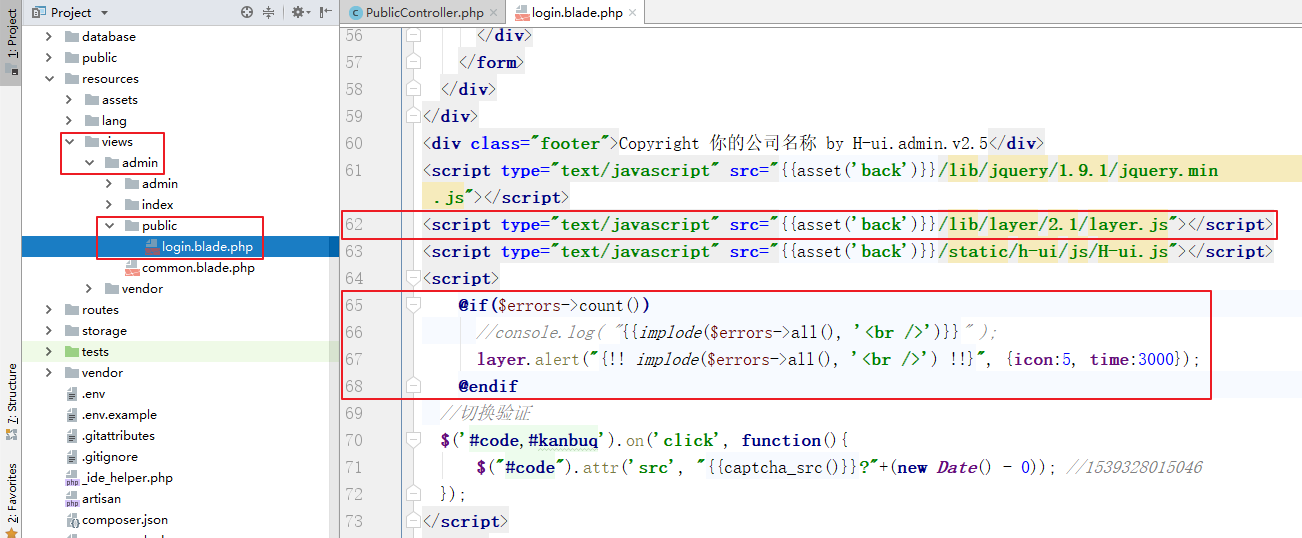 1: Project
7: Structure
2: Favorites
Project
database
public
resources
assets
lang
views
admin
admin
index
public
login.blade.php
common.blade.php
vendor
routes
storage
tests
vendor
.env
.env.example
.gitattributes
.gitignore
_ide_helper.php
artisan
composer.json
PublicController.php
login.blade.php
56 </div>
57 </form>
58 </div>
59 </div>
60 <div class="footer">Copyright 你的公司名称 by H-ui.admin.v2.5</div>
61 <script type="text/javascript" src="{{asset('back')}}/lib/jquery/1.9.1/jquery.min
.js"></script>
62 <script type="text/javascript" src="{{asset('back')}}/lib/layer/2.1/layer.js"></script>
63 <script type="text/javascript" src="{{asset('back')}}/static/h-ui/js/H-ui.js"></script>
64 <script>
65 @if($errors->count())
66 //console.log( "{{implode($errors->all(), '<br />')}}" );
67 layer.alert("{!! implode($errors->all(), '<br />') !!}", {icon:5, time:3000});
68 @endif
69 //切换验证
70 $('#code,#kanbuq').on('click', function(){
71 $("#code").attr('src', "{{captcha_src()}}?"+(new Date() - 0)); //1539328015046
72 });
73 </script>